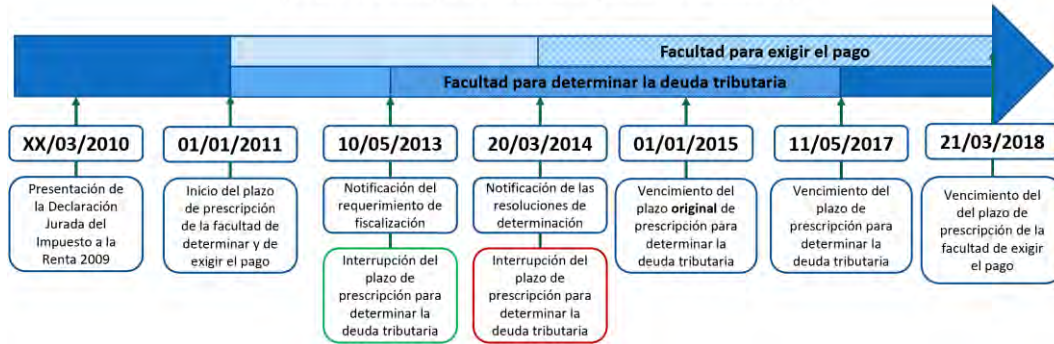 Facultad para exigir el pago
Facultad para determinar la deuda tributaria
XX/03/2010
01/01/2011
10/05/2013
20/03/2014
01/01/2015
11/05/2017
21/03/2018
Presentación de
la Declaración
Jurada del
Impuesto a la
Renta 2009
Inicio del plazo
de prescripción
de la facultad de
determinar y de
exigir el pago
Notificación del
requerimiento de
fiscalización
Interrupción del
plazo de
prescripción para
determinar la
deuda tributaria
Notificación de las
resoluciones de
determinación
Interrupción del
plazo de
prescripción para
determinar la
deuda tributaria
Vencimiento del
plazo original de
prescripción para
determinar la
deuda tributaria
Vencimiento del
plazo de
prescripción para
determinar la
deuda tributaria
Vencimiento del
del plazo de
prescripción de la
facultad de exigir
el pago